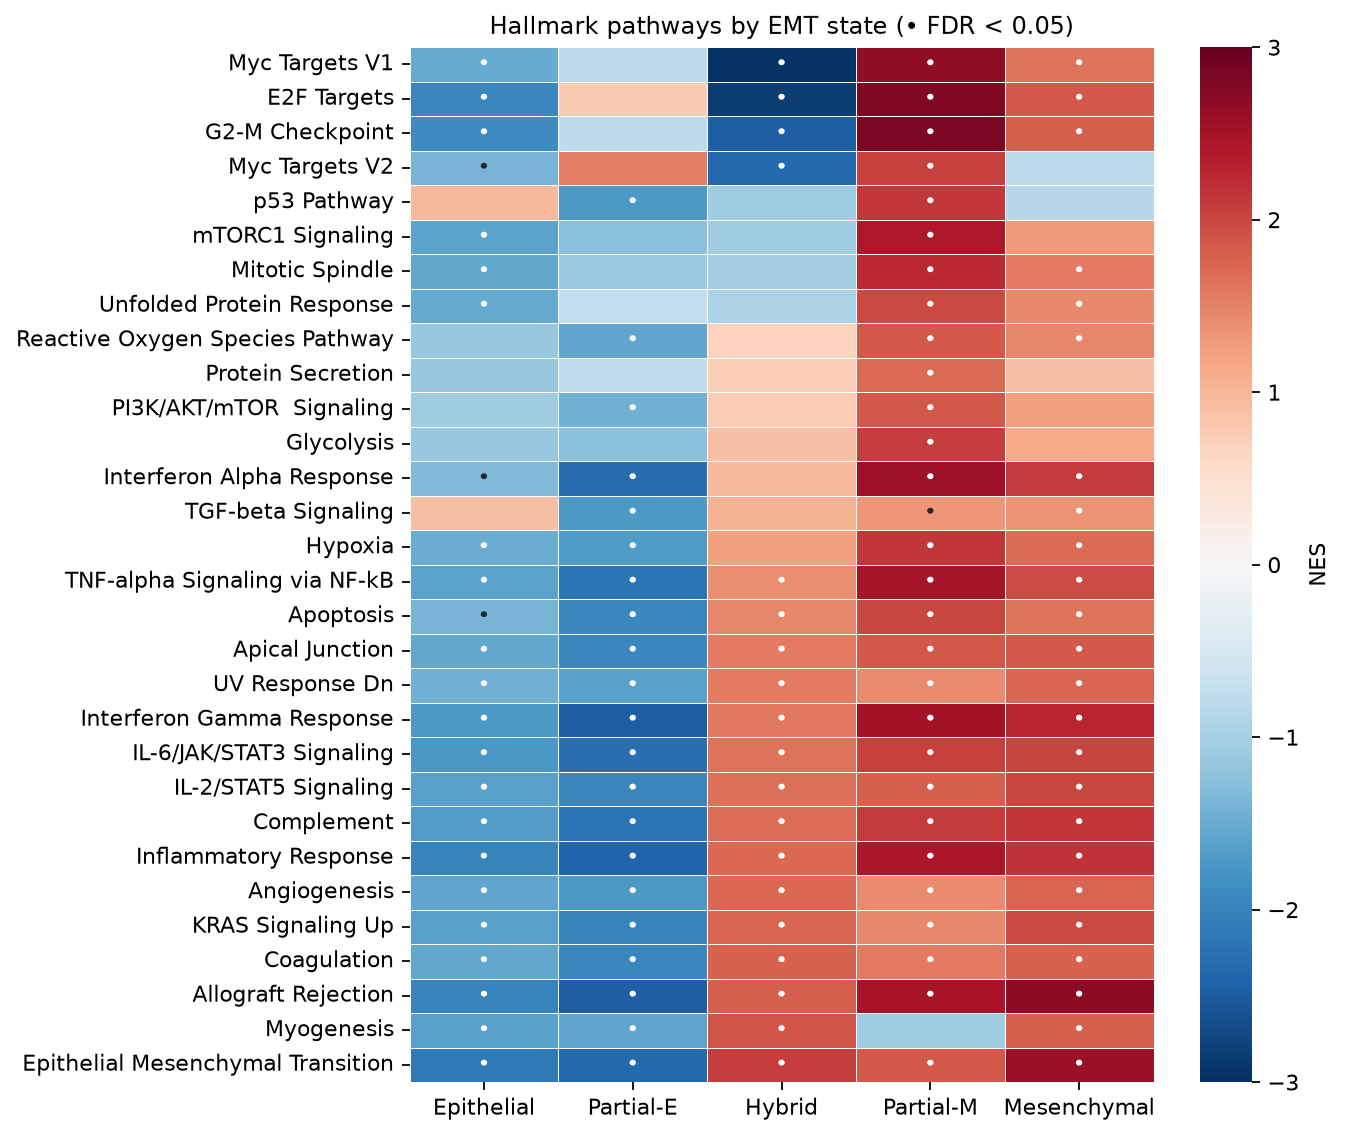 Hallmark pathways by EMT state (• FDR < 0.05)
Myc Targets V1
E2F Targets
G2-M Checkpoint
Myc Targets V2
p53 Pathway
mTORC1 Signaling
Mitotic Spindle
Unfolded Protein Response
Reactive Oxygen Species Pathway
Protein Secretion
PI3K/AKT/mTOR  Signaling
Glycolysis
Interferon Alpha Response
TGF-beta Signaling
Hypoxia
TNF-alpha Signaling via NF-kB
Apoptosis
Apical Junction
UV Response Dn
Interferon Gamma Response
IL-6/JAK/STAT3 Signaling
IL-2/STAT5 Signaling
Complement
Inflammatory Response
Angiogenesis
KRAS Signaling Up
Coagulation
Allograft Rejection
Myogenesis
Epithelial Mesenchymal Transition
Epithelial
Partial-E
Hybrid
Partial-M
Mesenchymal
3
2
1
0
−1
−2
−3
NES